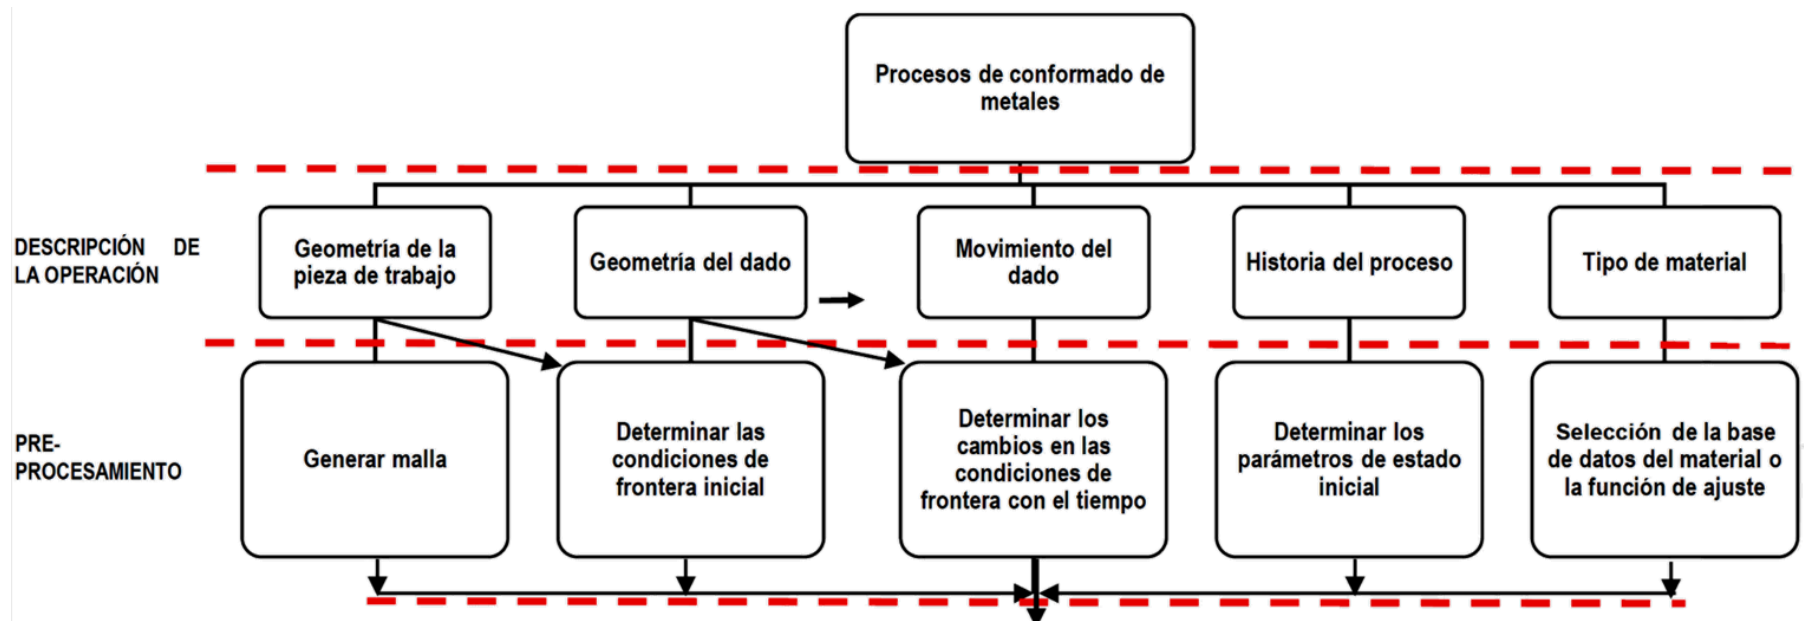 Procesos de conformado de
metales
DESCRIPCIÓN DE
LA OPERACIÓN
Geometría de la
pieza de trabajo
Geometría del dado
Movimiento del
dado
Historia del proceso
Tipo de material
PRE-
PROCESAMIENTO
Generar malla
Determinar las
condiciones de
frontera inicial
Determinar los
cambios en las
condiciones de
frontera con el tiempo
Determinar los
parámetros de estado
inicial
Selección de la base
de datos del material o
la función de ajuste